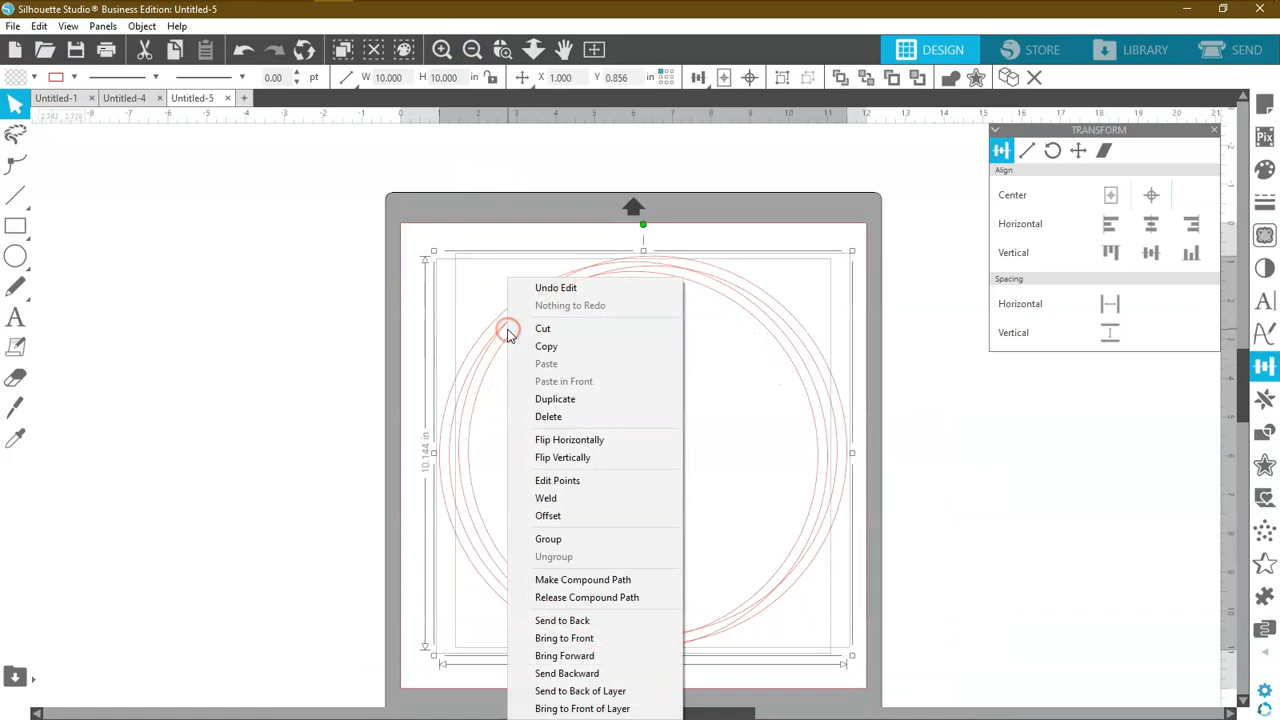 Silhouette Studio® Business Edition: Untitled-5
File Edit View Panels Object Help
DESIGN STORE LIBRARY SEND
0.00 pt W 10.000 H 10.000 in X 1.000 Y 0.856 in
Untitled-1 × Untitled-4 × Untitled-5 × +
TRANSFORM
Align
Center
Horizontal
Vertical
Spacing
Horizontal
Vertical
10.144 in
Undo Edit
Nothing to Redo
Cut
Copy
Paste
Paste in Front
Duplicate
Delete
Flip Horizontally
Flip Vertically
Edit Points
Weld
Offset
Group
Ungroup
Make Compound Path
Release Compound Path
Send to Back
Bring to Front
Bring Forward
Send Backward
Send to Back of Layer
Bring to Front of Layer